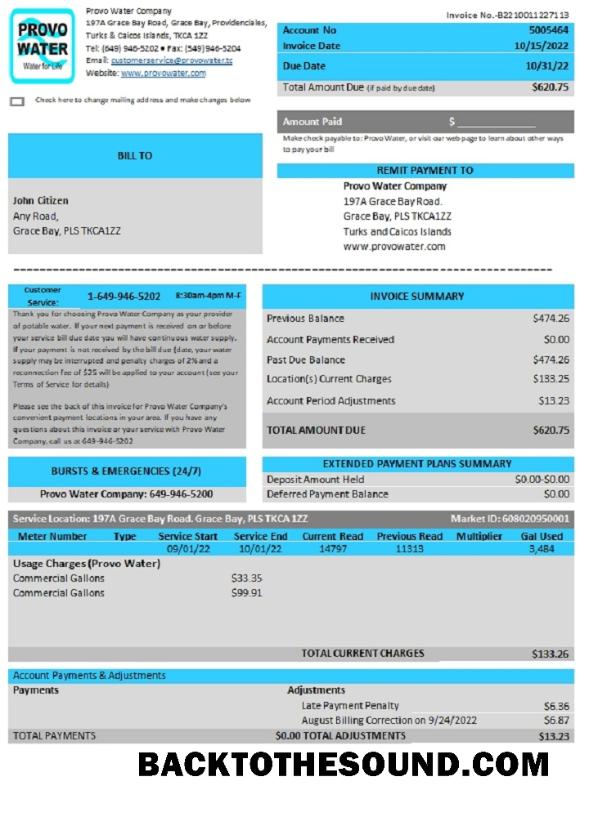 PROVO
WATER
Water for Life
Provo Water Company
197A Grace Bay Road, Grace Bay, Providenciales,
Turks & Caicos Islands, TKCA 1ZZ
Tel: (649) 946-5202 • Fax: (549)946-5204
Email: customerservice@provowater.ts
Website: www.provowater.com
Check here to change mailing address and make changes below
Invoice No.-B2210011227113
Account No 5005464
Invoice Date 10/15/2022
Due Date 10/31/22
Total Amount Due (if paid by due date) $620.75
Amount Paid $ ____________
Make check payable to: Provo Water, or visit our web page to learn about other ways
to pay your bill
BILL TO
John Citizen
Any Road,
Grace Bay, PLS TKCA1ZZ
REMIT PAYMENT TO
Provo Water Company
197A Grace Bay Road.
Grace Bay, PLS TKCA1ZZ
Turks and Caicos Islands
www.provowater.com
Customer
Service: 1-649-946-5202 8:30am-4pm M-F
Thank you for choosing Provo Water Company as your provider
of potable water. If your next payment is received on or before
your service bill due date you will have continuous water supply.
If your payment is not received by the bill due (date, your water
supply may be interrupted and penalty charges of 2% and a
reconnection fee of $25 will be applied to your account (see your
Terms of Service for details)
Please see the back of this invoice for Provo Water Company's
convenient payment locations in your area. If you have any
questions about this invoice or your service with Provo Water
Company, call us at 649-946-5202
INVOICE SUMMARY
Previous Balance $474.26
Account Payments Received $0.00
Past Due Balance $474.26
Location(s) Current Charges $133.25
Account Period Adjustments $13.23
TOTAL AMOUNT DUE $620.75
BURSTS & EMERGENCIES (24/7)
Provo Water Company: 649-946-5200
EXTENDED PAYMENT PLANS SUMMARY
Deposit Amount Held $0.00-$0.00
Deferred Payment Balance $0.00
Service Location: 197A Grace Bay Road. Grace Bay, PLS TKCA 1ZZ Market ID: 608020950001
Meter Number Type Service Start Service End Current Read Previous Read Multiplier Gal Used
09/01/22 10/01/22 14797 11313 3,484
Usage Charges (Provo Water)
Commercial Gallons $33.35
Commercial Gallons $99.91
TOTAL CURRENT CHARGES $133.26
Account Payments & Adjustments
Payments Adjustments
Late Payment Penalty $6.36
August Billing Correction on 9/24/2022 $6.87
TOTAL PAYMENTS $0.00 TOTAL ADJUSTMENTS $13.23
BACKTOTHESOUND.COM